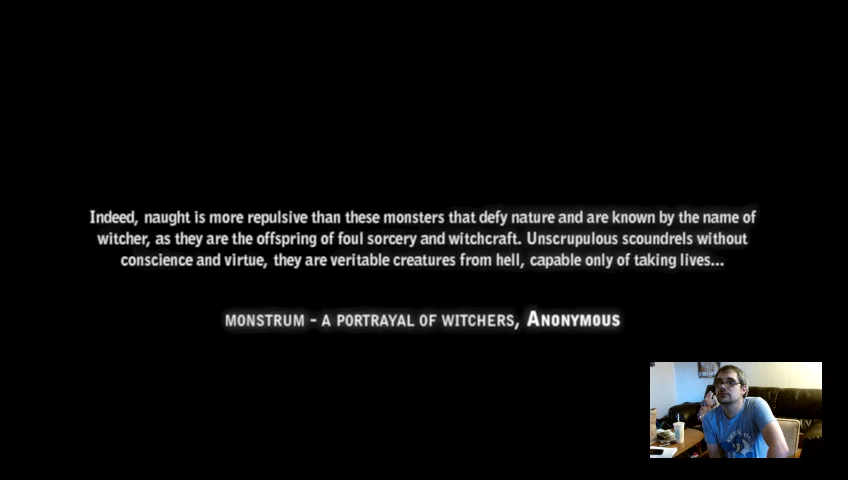 Indeed, naught is more repulsive than these monsters that defy nature and are known by the name of
witcher, as they are the offspring of foul sorcery and witchcraft. Unscrupulous scoundrels without
conscience and virtue, they are veritable creatures from hell, capable only of taking lives...
MONSTRUM - A PORTRAYAL OF WITCHERS, ANONYMOUS